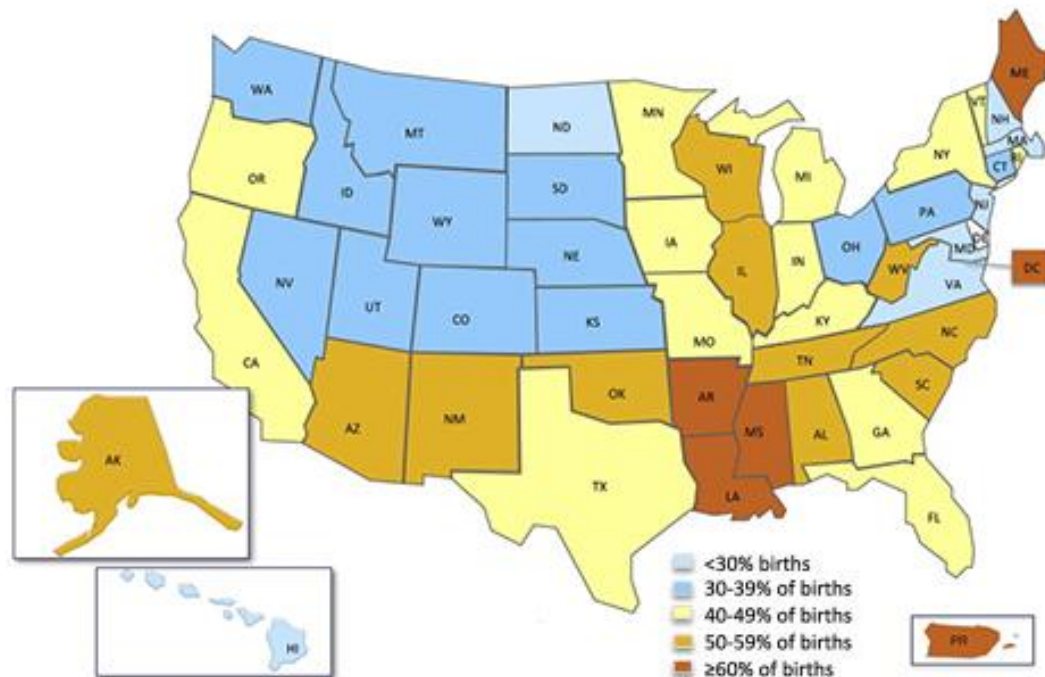 WA
MT
ND
MN
ME
VT
NH
MA
NY
CT
RI
OR
ID
SD
WI
MI
WY
PA
NJ
IA
NE
OH
MD
DE
DC
NV
UT
CO
KS
IL
IN
WV
VA
MO
KY
CA
NC
TN
AZ
NM
OK
AR
SC
MS
AL
GA
AK
TX
LA
FL
HI
PR
<30% births
30-39% of births
40-49% of births
50-59% of births
≥60% of births